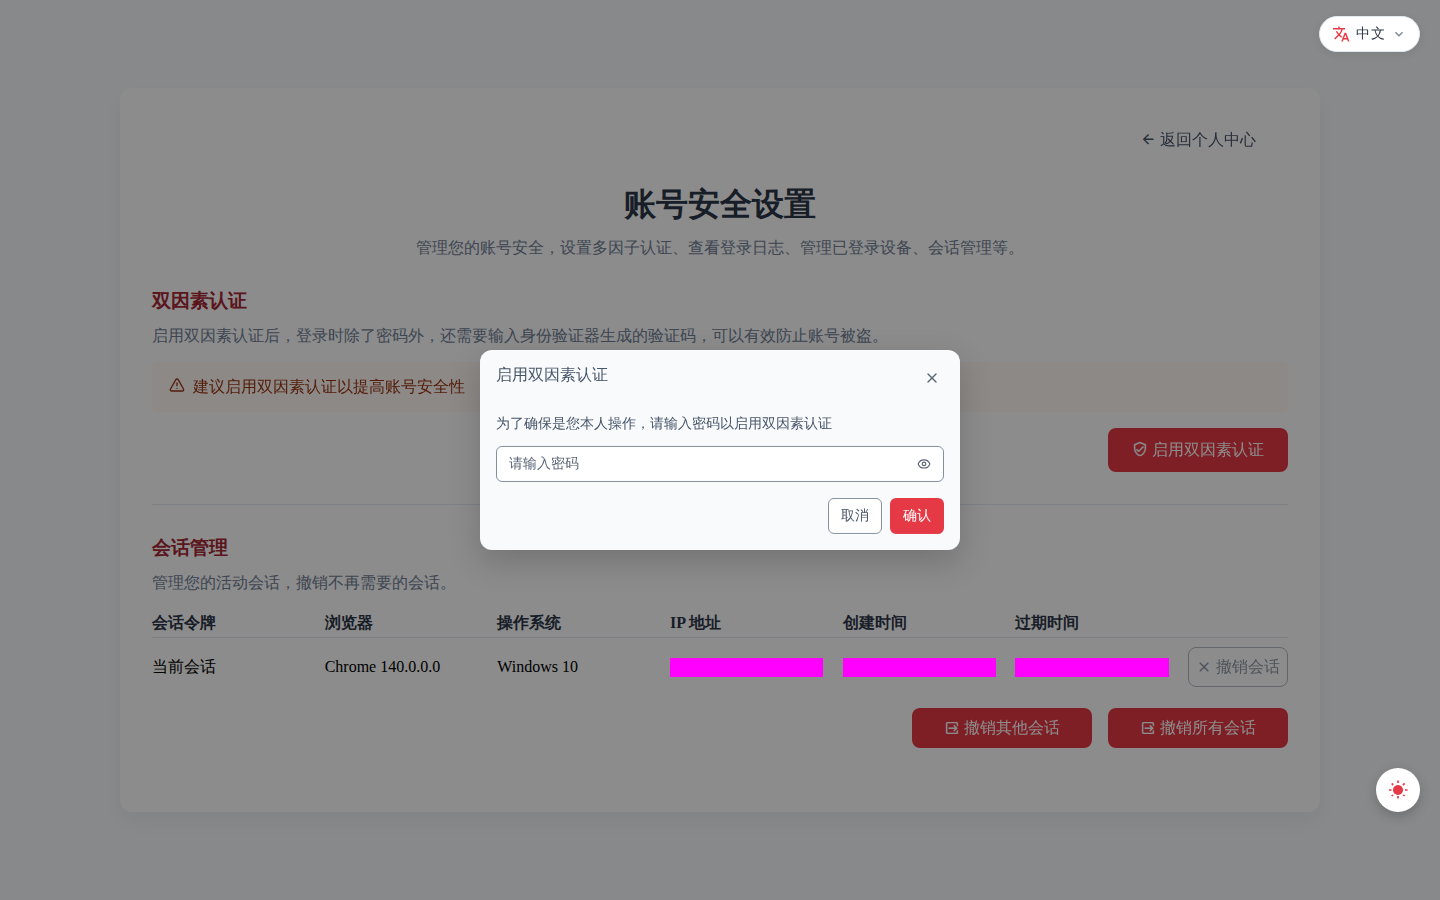 中文
返回个人中心
账号安全设置
管理您的账号安全，设置多因子认证、查看登录日志、管理已登录设备、会话管理等。
双因素认证
启用双因素认证后，登录时除了密码外，还需要输入身份验证器生成的验证码，可以有效防止账号被盗。
建议启用双因素认证以提高账号安全性
启用双因素认证
启用双因素认证
为了确保是您本人操作，请输入密码以启用双因素认证
请输入密码
取消 确认
会话管理
管理您的活动会话，撤销不再需要的会话。
会话令牌 浏览器 操作系统 IP 地址 创建时间 过期时间
当前会话 Chrome 140.0.0.0 Windows 10 撤销会话
撤销其他会话 撤销所有会话